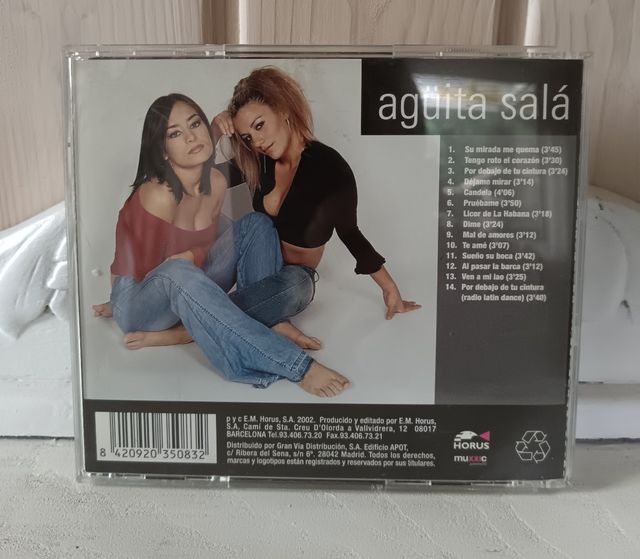 agüita salá
1. Su mirada me quema (3'45)
2. Tengo roto el corazón (3'30)
3. Por debajo de tu cintura (3'24)
4. Déjame mirar (3'14)
5. Candela (4'06)
6. Pruébame (3'50)
7. Licor de La Habana (3'18)
8. Dime (3'24)
9. Mal de amores (3'12)
10. Te amé (3'07)
11. Sueño su boca (3'42)
12. Al pasar la barca (3'12)
13. Ven a mi lao (3'25)
14. Por debajo de tu cintura
(radio latin dance) (3'40)
p y c E.M. Horus, S.A. 2002. Producido y editado por E.M. Horus,
S.A, Camí de Sta. Creu D'Olorda a Vallvidrera, 12 08017
BARCELONA Tel.93.406.73.20 Fax.93.406.73.21
Distribuido por Gran Vía Distribución, S.A. Edificio APOT,
c/ Ribera del Sena, s/n 6º. 28042 Madrid. Todos los derechos,
marcas y logotipos están registrados y reservados por sus titulares.
8 420920 350832
HORUS
muxxic